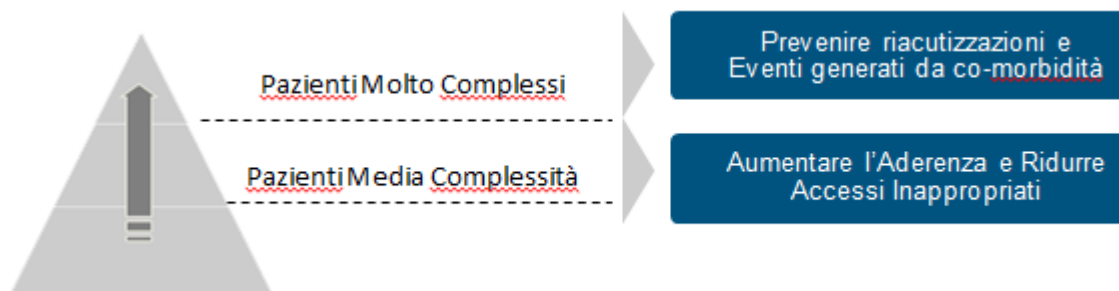 Pazienti Molto Complessi
Prevenire riacutizzazioni e
Eventi generati da co-morbidità
Pazienti Media Complessità
Aumentare l'Aderenza e Ridurre
Accessi Inappropriati